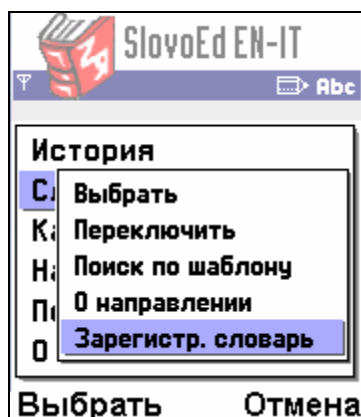 SlovoEd EN-IT
Abc
История
Выбрать
Переключить
Поиск по шаблону
О направлении
Зарегистр. словарь
О
Выбрать Отмена